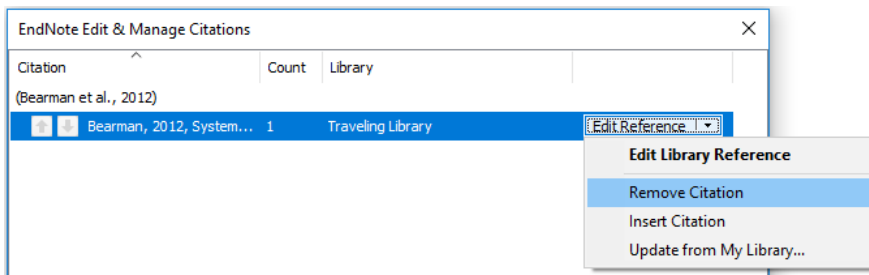 EndNote Edit & Manage Citations
Citation Count Library
(Bearman et al., 2012)
Bearman, 2012, System... 1 Traveling Library Edit Reference
Edit Library Reference
Remove Citation
Insert Citation
Update from My Library...